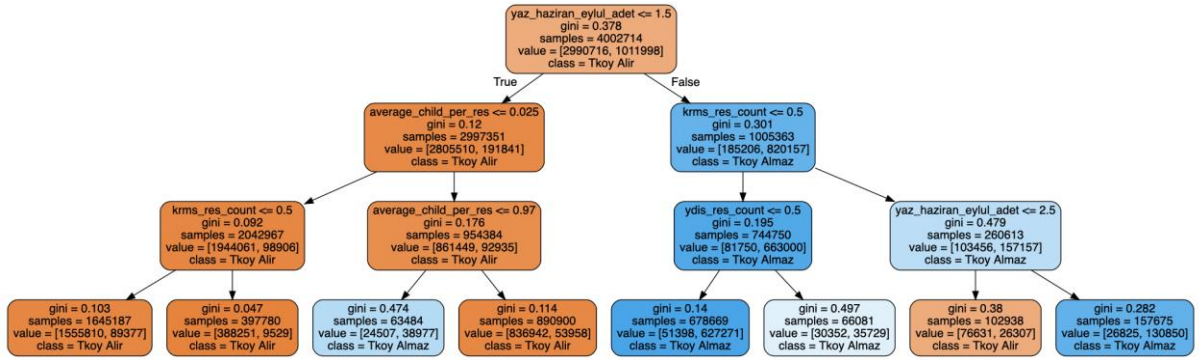 yaz_haziran_eylul_adet <= 1.5
gini = 0.378
samples = 4002714
value = [2990716, 1011998]
class = Tkoy Alir
True
False
average_child_per_res <= 0.025
gini = 0.12
samples = 2997351
value = [2805510, 191841]
class = Tkoy Alir
krms_res_count <= 0.5
gini = 0.301
samples = 1005363
value = [185206, 820157]
class = Tkoy Almaz
krms_res_count <= 0.5
gini = 0.092
samples = 2042967
value = [1944061, 98906]
class = Tkoy Alir
average_child_per_res <= 0.97
gini = 0.176
samples = 954384
value = [861449, 92935]
class = Tkoy Alir
ydis_res_count <= 0.5
gini = 0.195
samples = 744750
value = [81750, 663000]
class = Tkoy Almaz
yaz_haziran_eylul_adet <= 2.5
gini = 0.479
samples = 260613
value = [103456, 157157]
class = Tkoy Almaz
gini = 0.103
samples = 1645187
value = [1555810, 89377]
class = Tkoy Alir
gini = 0.047
samples = 397780
value = [388251, 9529]
class = Tkoy Alir
gini = 0.474
samples = 63484
value = [24507, 38977]
class = Tkoy Almaz
gini = 0.114
samples = 890900
value = [836942, 53958]
class = Tkoy Alir
gini = 0.14
samples = 678669
value = [51398, 627271]
class = Tkoy Almaz
gini = 0.497
samples = 66081
value = [30352, 35729]
class = Tkoy Almaz
gini = 0.38
samples = 102938
value = [76631, 26307]
class = Tkoy Alir
gini = 0.282
samples = 157675
value = [26825, 130850]
class = Tkoy Almaz